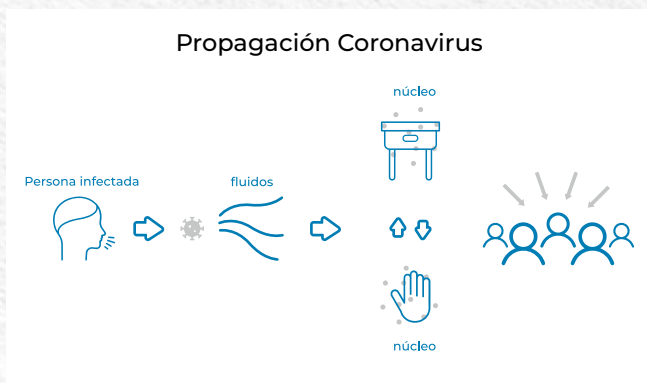 Propagación Coronavirus
núcleo
Persona infectada
fluidos
núcleo